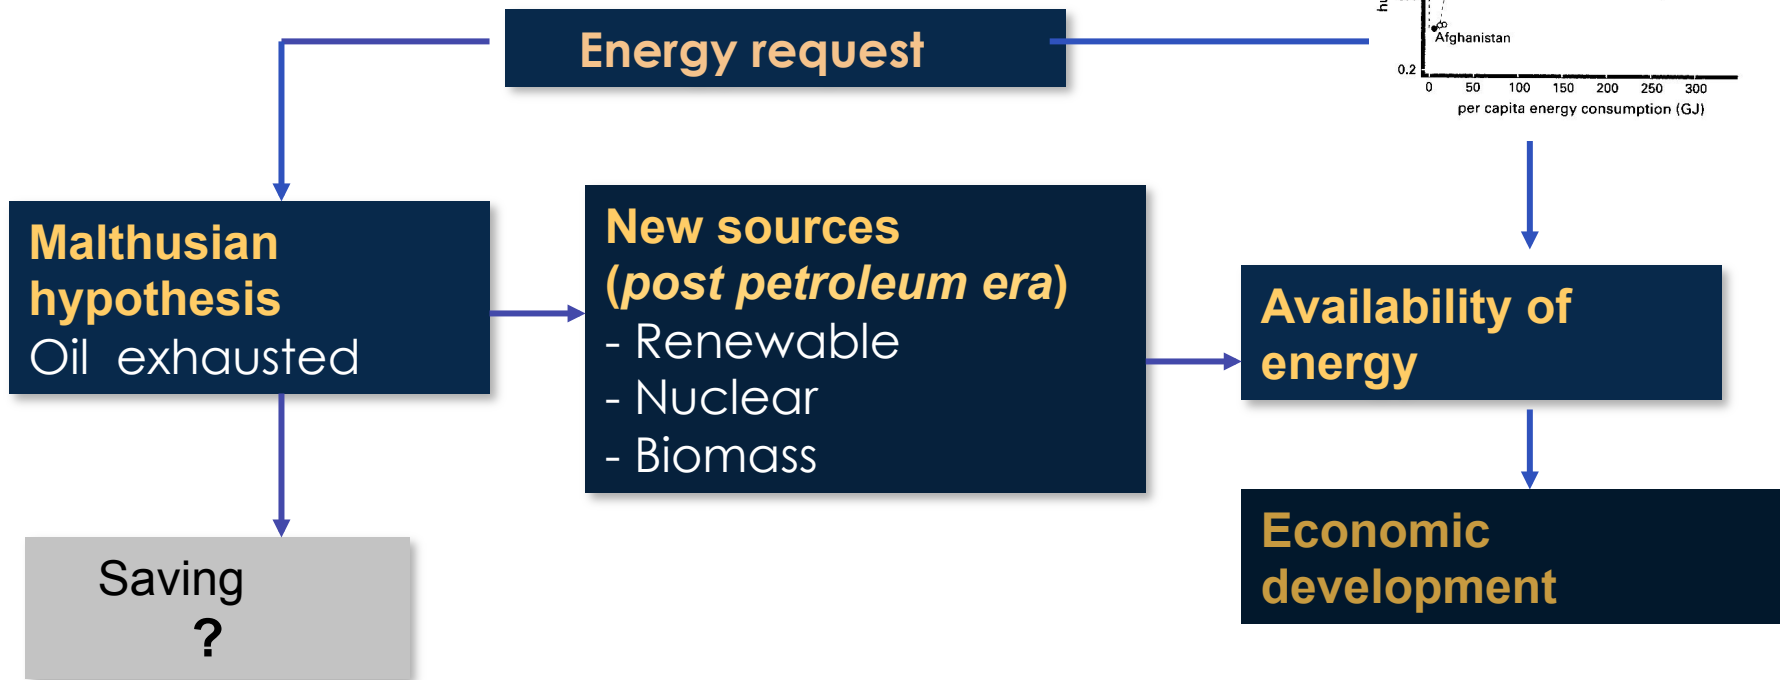 Energy request
Afghanistan
0.2
0 50 100 150 200 250 300
per capita energy consumption (GJ)
Malthusian
hypothesis
Oil exhausted
New sources
(post petroleum era)
- Renewable
- Nuclear
- Biomass
Availability of
energy
Saving
?
Economic
development